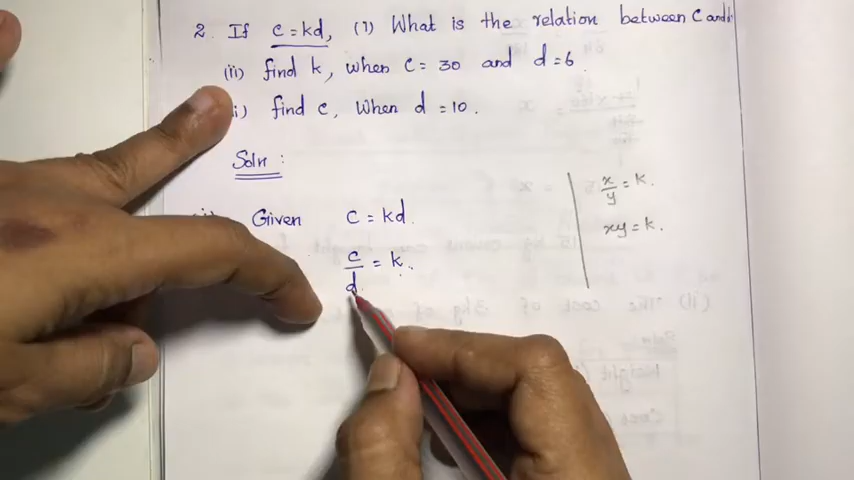 2. If c = kd, (i) What is the relation between C and d
(ii) find k, when c = 30 and d = 6
i) find c, when d = 10.
Soln :
Given c = kd.
c/d = k.
x/y = k.
xy = k.